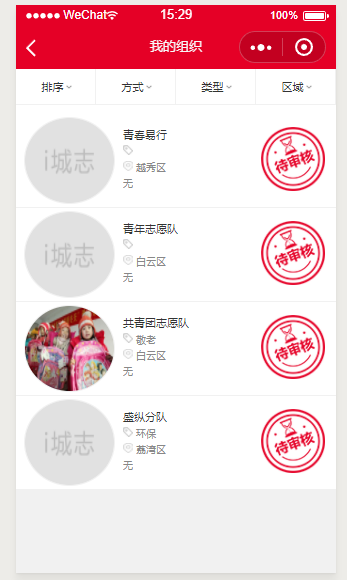 WeChat 15:29 100%
我的组织
排序 方式 类型 区域
i城志
青春易行
越秀区
无
待审核
i城志
青年志愿队
白云区
无
待审核
共青团志愿队
敬老
白云区
无
待审核
i城志
盛纵分队
环保
荔湾区
无
待审核